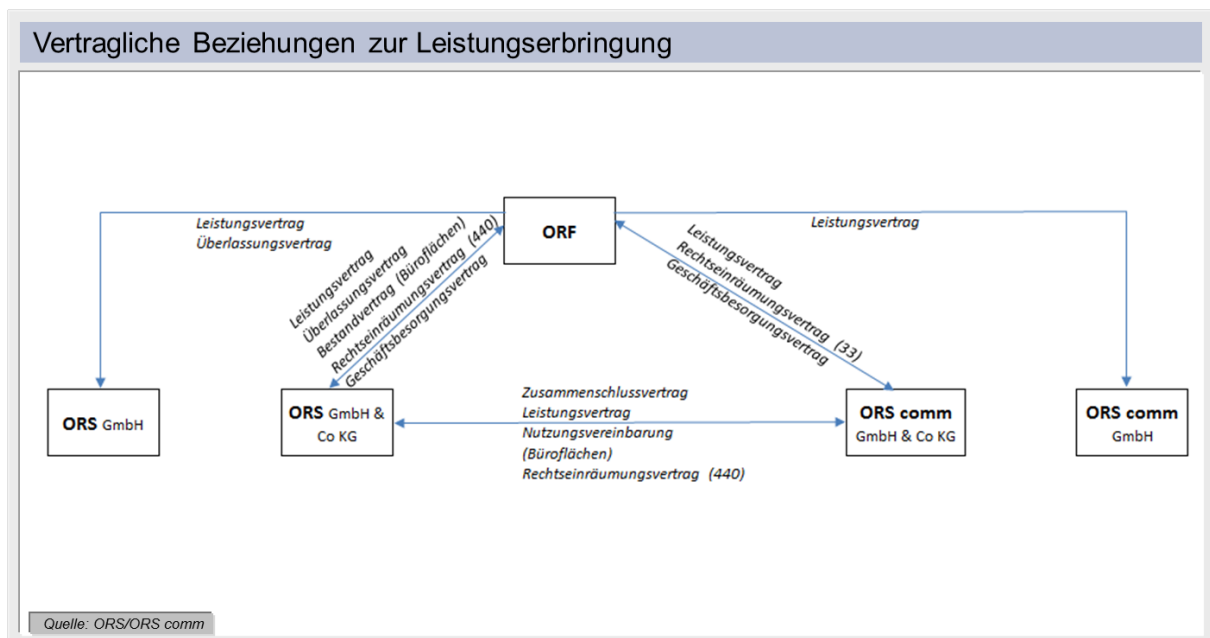 Vertragliche Beziehungen zur Leistungserbringung
ORF
Leistungsvertrag
Überlassungsvertrag
Leistungsvertrag
Überlassungsvertrag
Bestandvertrag (Büroflächen)
Rechtseinräumungsvertrag (440)
Geschäftsbesorgungsvertrag
Leistungsvertrag
Rechtseinräumungsvertrag (33)
Geschäftsbesorgungsvertrag
Leistungsvertrag
ORS GmbH
ORS GmbH &
Co KG
Zusammenschlussvertrag
Leistungsvertrag
Nutzungsvereinbarung
(Büroflächen)
Rechtseinräumungsvertrag (440)
ORS comm
GmbH & Co KG
ORS comm
GmbH
Quelle: ORS/ORS comm